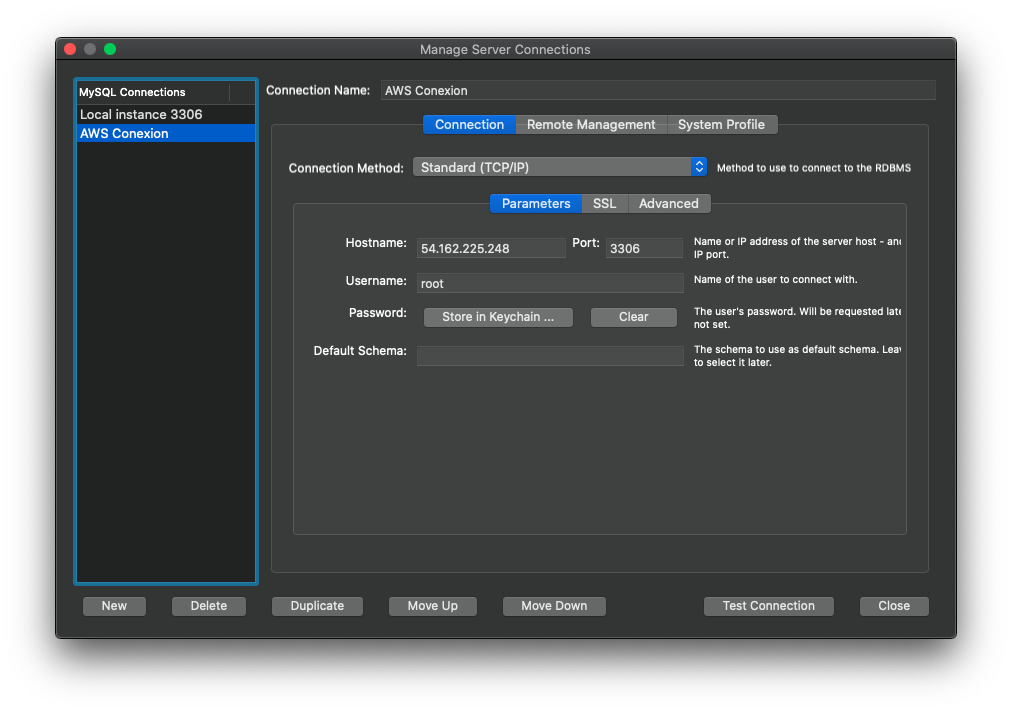 Manage Server Connections
MySQL Connections
Local instance 3306
AWS Conexion
Connection Name: AWS Conexion
Connection Remote Management System Profile
Connection Method: Standard (TCP/IP) Method to use to connect to the RDBMS
Parameters SSL Advanced
Hostname: 54.162.225.248 Port: 3306 Name or IP address of the server host - and
IP port.
Username: root Name of the user to connect with.
Password: Store in Keychain ... Clear The user's password. Will be requested late
not set.
Default Schema: The schema to use as default schema. Leav
to select it later.
New Delete Duplicate Move Up Move Down Test Connection Close